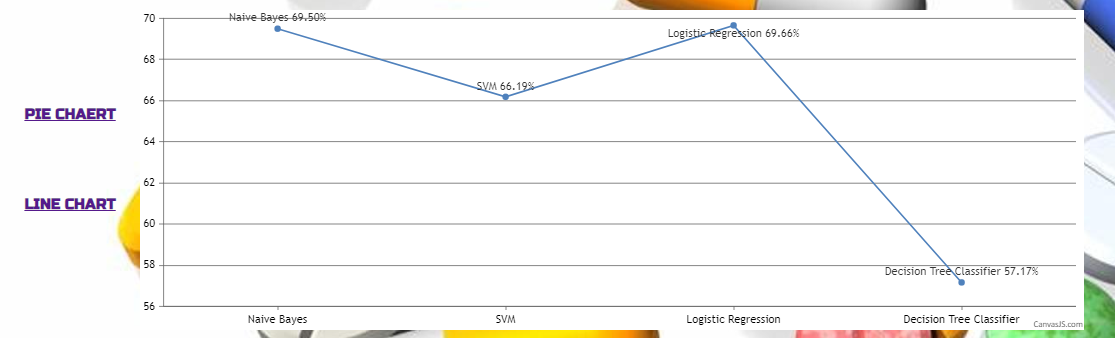 PIE CHAERT
LINE CHART
70
68
66
64
62
60
58
56
Naive Bayes 69.50%
SVM 66.19%
Logistic Regression 69.66%
Decision Tree Classifier 57.17%
Naive Bayes
SVM
Logistic Regression
Decision Tree Classifier
CanvasJS.com